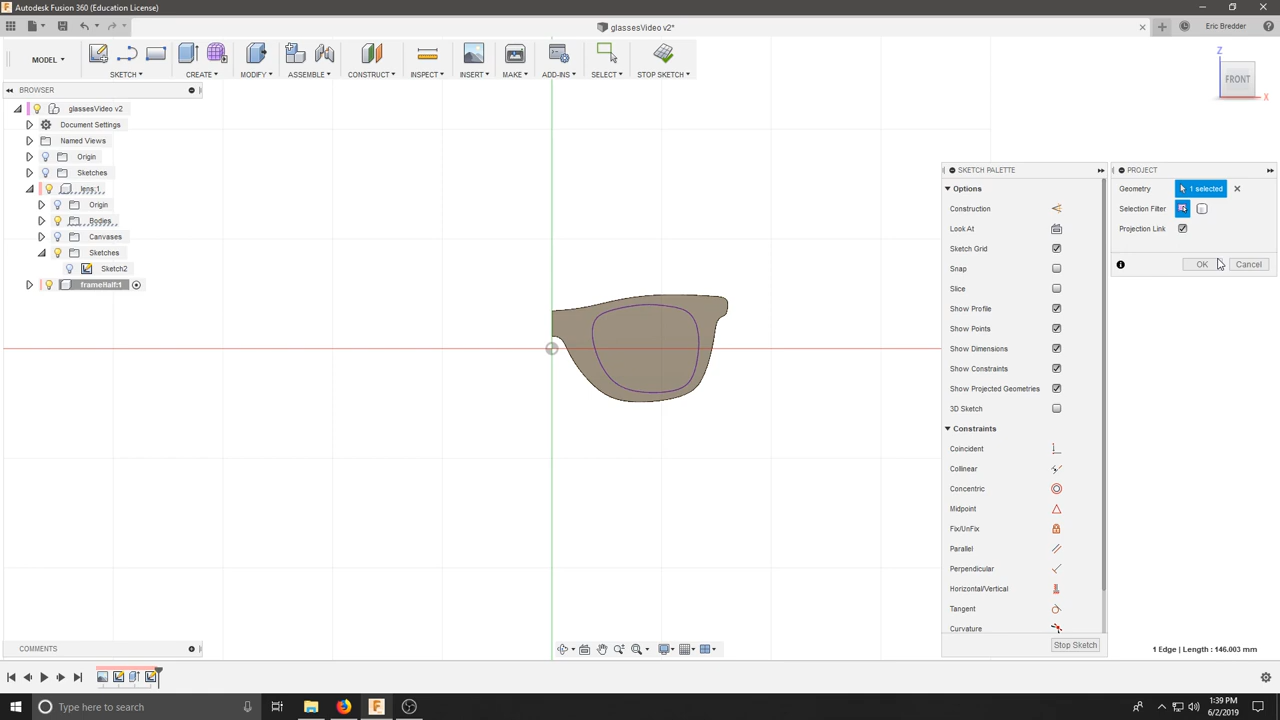 Autodesk Fusion 360 (Education License)
glassesVideo v2*
Eric Bredder
MODEL
SKETCH
CREATE
MODIFY
ASSEMBLE
CONSTRUCT
INSPECT
INSERT
MAKE
ADD-INS
SELECT
STOP SKETCH
BROWSER
glassesVideo v2
Document Settings
Named Views
Origin
Sketches
lens:1
Origin
Bodies
Canvases
Sketches
Sketch2
frameHalf:1
Z
FRONT
X
SKETCH PALETTE
Options
Construction
Look At
Sketch Grid
Snap
Slice
Show Profile
Show Points
Show Dimensions
Show Constraints
Show Projected Geometries
3D Sketch
Constraints
Coincident
Collinear
Concentric
Midpoint
Fix/UnFix
Parallel
Perpendicular
Horizontal/Vertical
Tangent
Curvature
Stop Sketch
PROJECT
Geometry 1 selected
Selection Filter
Projection Link
OK Cancel
COMMENTS
1 Edge | Length : 146.003 mm
Type here to search
1:39 PM
6/2/2019